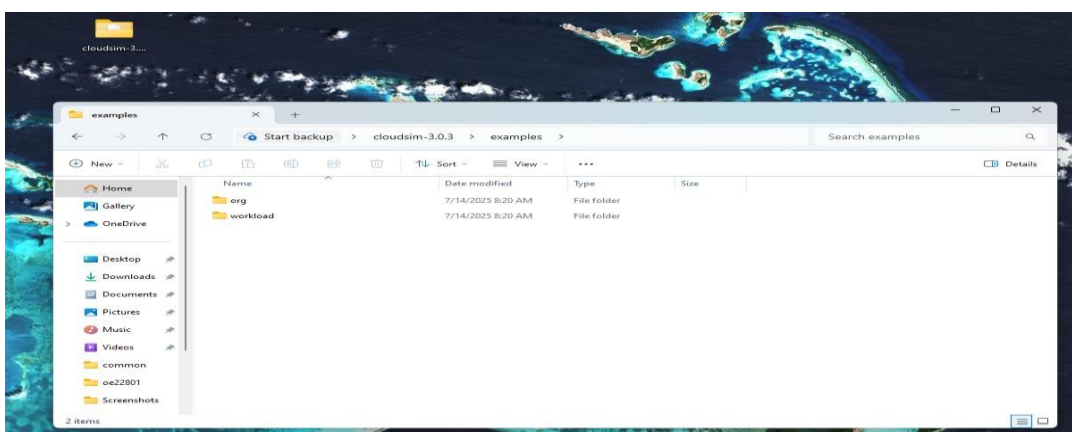 cloudsim-3....
examples
Start backup > cloudsim-3.0.3 > examples >
Search examples
New
Sort
View
...
Details
Name
Date modified
Type
Size
org
7/14/2025 8:20 AM
File folder
workload
7/14/2025 8:20 AM
File folder
Home
Gallery
OneDrive
Desktop
Downloads
Documents
Pictures
Music
Videos
common
oe22801
Screenshots
2 items